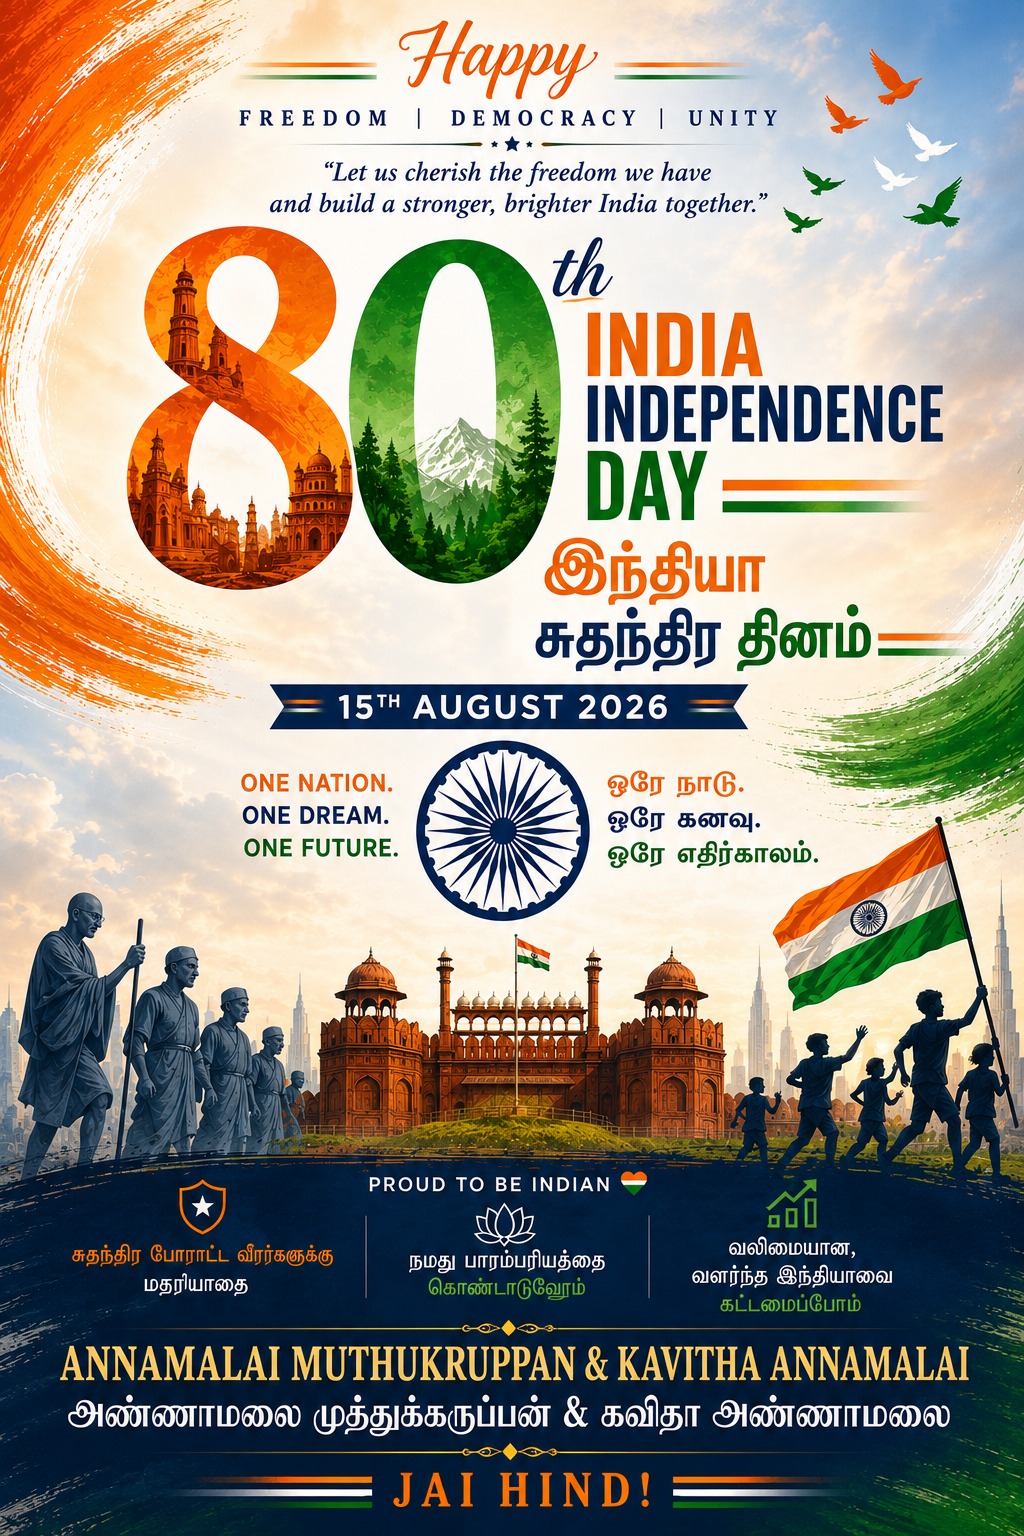 Happy
FREEDOM | DEMOCRACY | UNITY
“Let us cherish the freedom we have
and build a stronger, brighter India together.”
80th
INDIA
INDEPENDENCE
DAY
இந்தியா
சுதந்திர தினம்
15TH AUGUST 2026
ONE NATION.
ONE DREAM.
ONE FUTURE.
ஒரே நாடு.
ஒரே கனவு.
ஒரே எதிர்காலம்.
PROUD TO BE INDIAN
சுதந்திர போராட்ட வீரர்களுக்கு
மதரியாதை
நமது பாரம்பரியத்தை
கொண்டாடுவோம்
வலிமையான,
வளர்ந்த இந்தியாவை
கட்டமைப்போம்
ANNAMALAI MUTHUKRUPPAN & KAVITHA ANNAMALAI
அண்ணாமலை முத்துக்கருப்பன் & கவிதா அண்ணாமலை
JAI HIND!